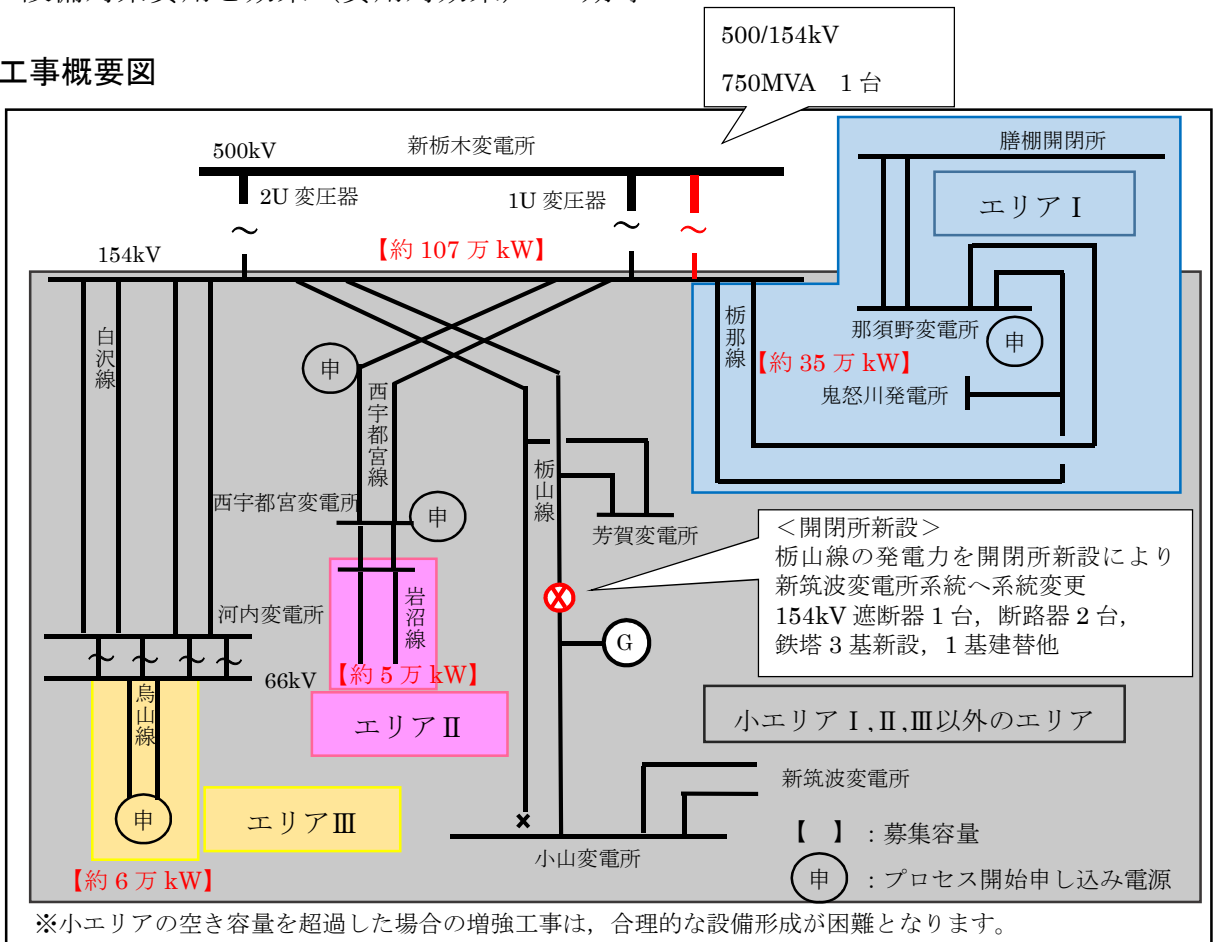 工事概要図
500/154kV
750MVA 1台
500kV
新栃木変電所
膳棚開閉所
2U 変圧器
1U 変圧器
エリアⅠ
154kV
【約 107 万 kW】
白沢線
栃那線
那須野変電所
申
【約 35 万 kW】
鬼怒川発電所
申
西宇都宮線
栃山線
西宇都宮変電所
申
芳賀変電所
<開閉所新設>
栃山線の発電力を開閉所新設により
新筑波変電所系統へ系統変更
154kV 遮断器 1 台，断路器 2 台，
鉄塔 3 基新設，1 基建替他
河内変電所
岩沼線
G
66kV
【約 5 万 kW】
烏山線
エリアⅡ
小エリアⅠ,Ⅱ,Ⅲ以外のエリア
新筑波変電所
申
エリアⅢ
小山変電所
【 】：募集容量
申：プロセス開始申し込み電源
【約 6 万 kW】
※小エリアの空き容量を超過した場合の増強工事は，合理的な設備形成が困難となります。